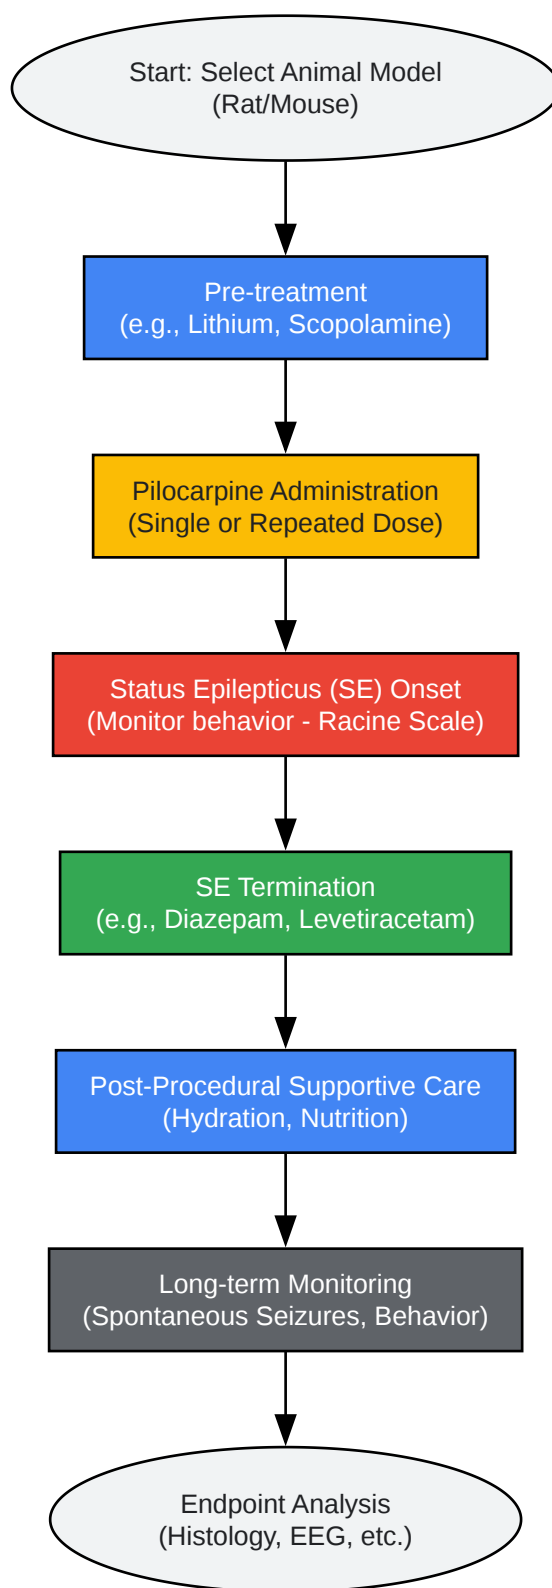 Start: Select Animal Model
(Rat/Mouse)
Pre-treatment
(e.g., Lithium, Scopolamine)
Pilocarpine Administration
(Single or Repeated Dose)
Status Epilepticus (SE) Onset
(Monitor behavior - Racine Scale)
SE Termination
(e.g., Diazepam, Levetiracetam)
Post-Procedural Supportive Care
(Hydration, Nutrition)
Long-term Monitoring
(Spontaneous Seizures, Behavior)
Endpoint Analysis
(Histology, EEG, etc.)